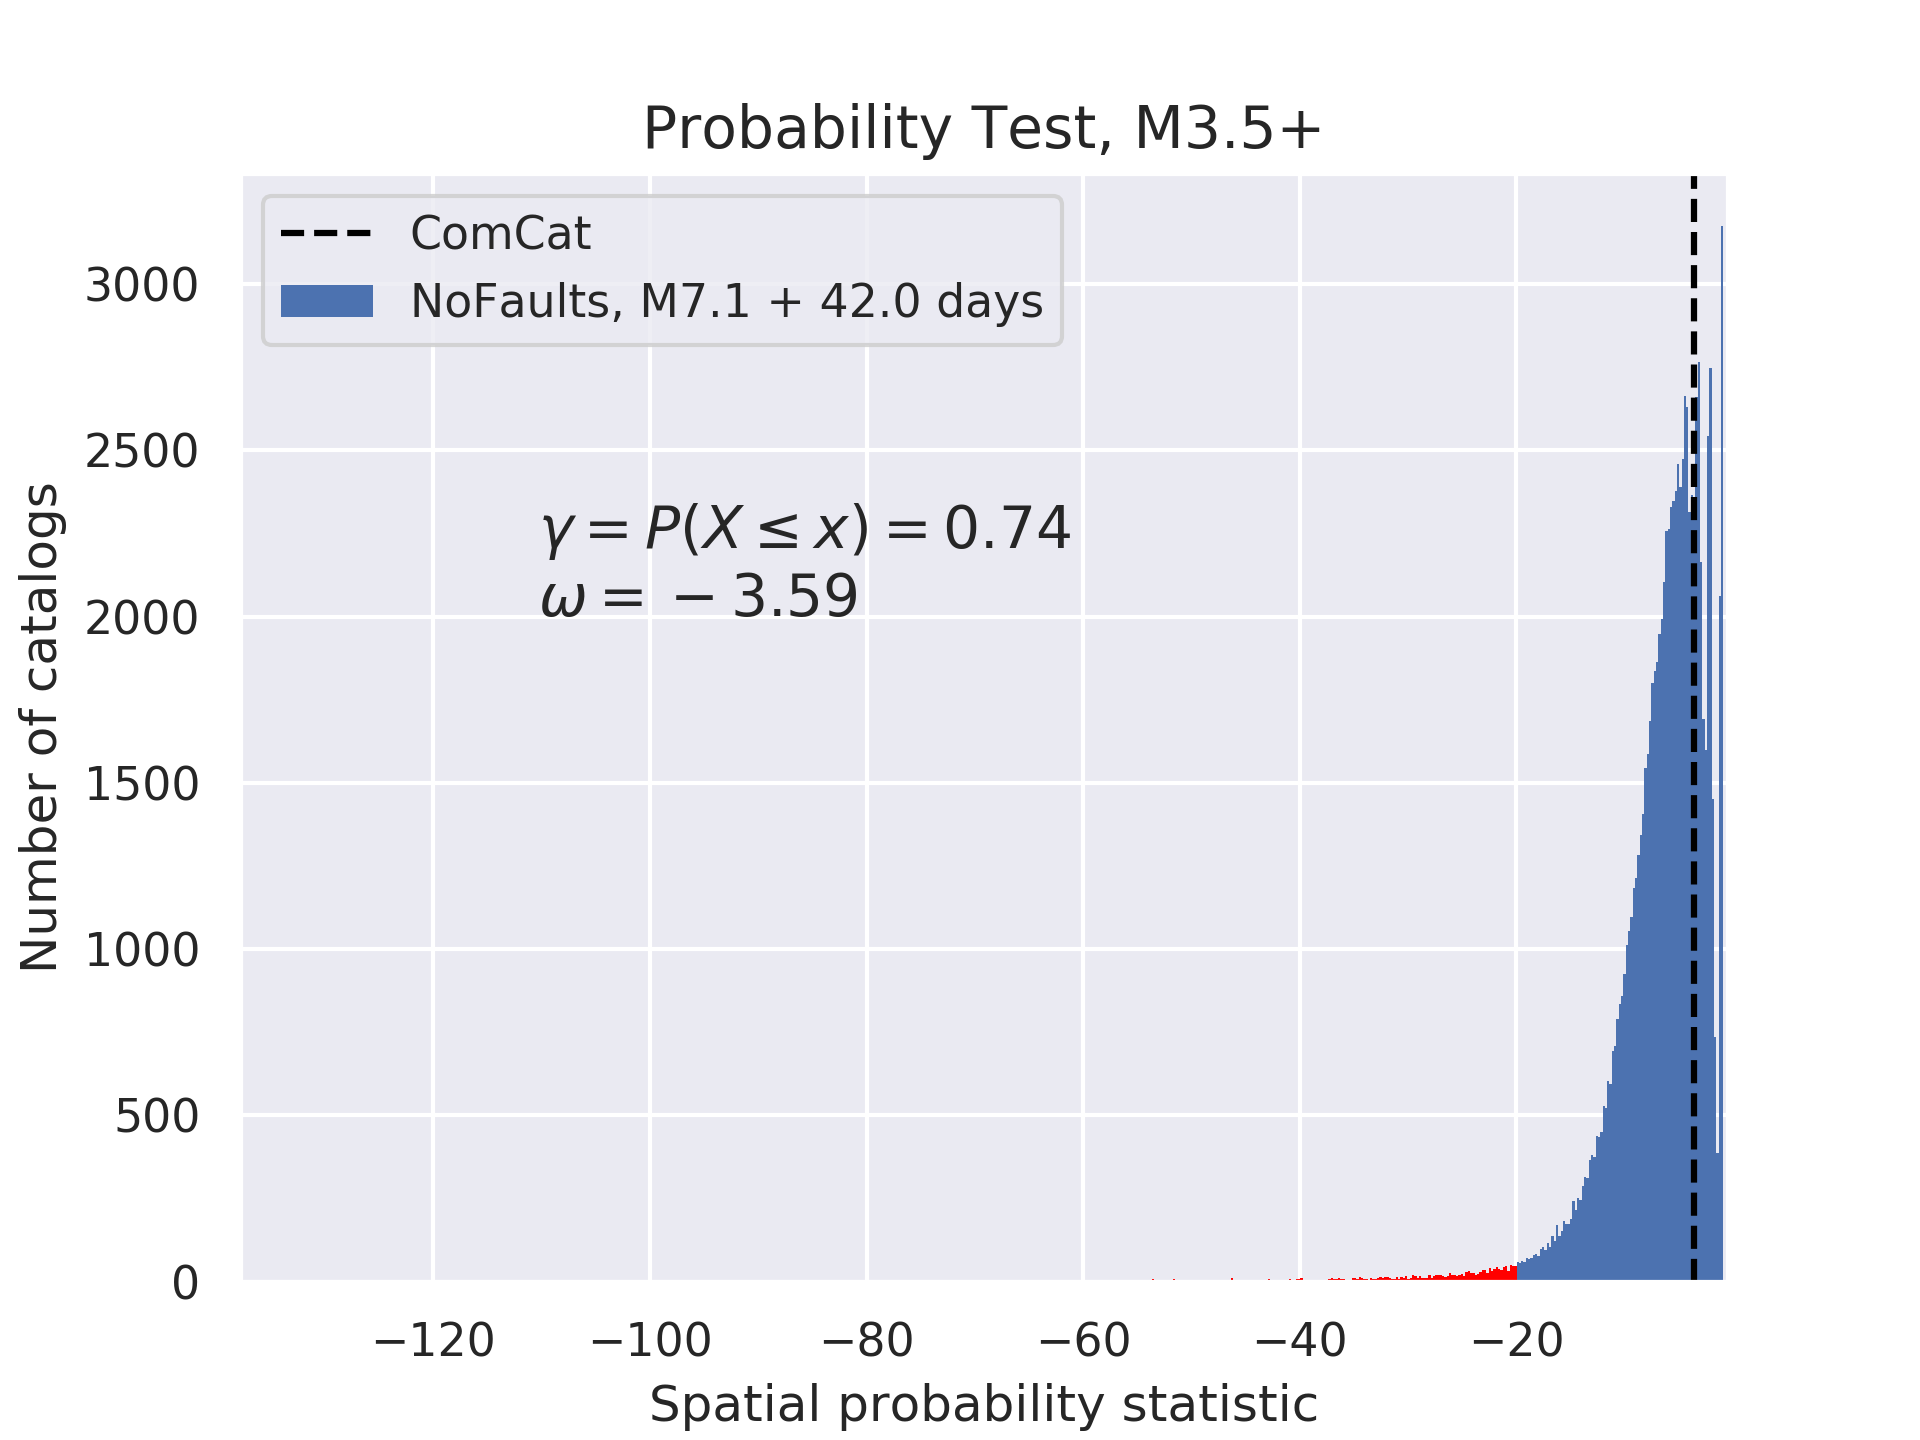 Probability Test, M3.5+
ComCat
NoFaults, M7.1 + 42.0 days
3000
2500
2000
1500
1000
500
0
Number of catalogs
γ = P(X ≤ x) = 0.74
ω = − 3.59
−120 −100 −80 −60 −40 −20
Spatial probability statistic